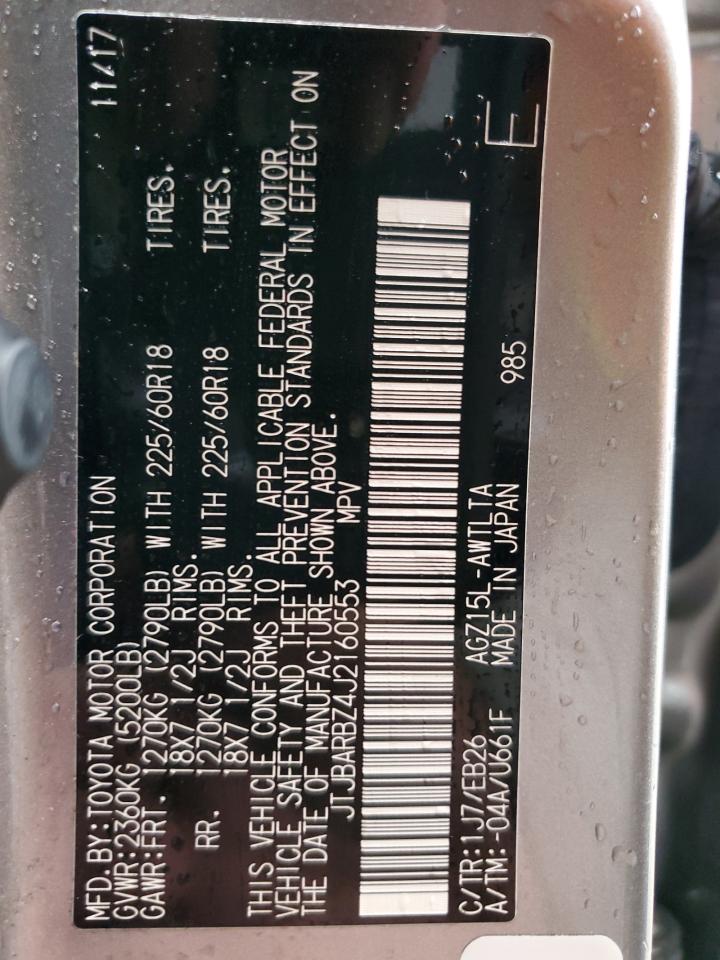 MFD.BY:TOYOTA MOTOR CORPORATION 11/17
GVWR:2360KG (5200LB)
GAWR:FRT. 1270KG (2790LB) WITH 225/60R18 TIRES.
18X7 1/2J RIMS.
RR. 1270KG (2790LB) WITH 225/60R18 TIRES.
18X7 1/2J RIMS.
THIS VEHICLE CONFORMS TO ALL APPLICABLE FEDERAL MOTOR
VEHICLE SAFETY AND THEFT PREVENTION STANDARDS IN EFFECT ON
THE DATE OF MANUFACTURE SHOWN ABOVE.
JTJBARBZ4J2160553 MPV
C/TR:1J7/EB26 AGZ15L-AWTLTA
A/TM:-04A/U661F MADE IN JAPAN 985 E